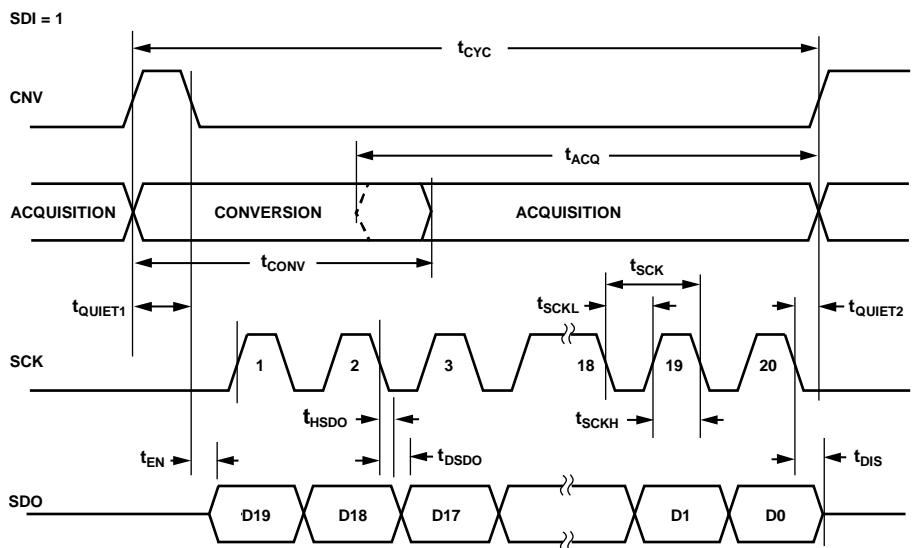 SDI = 1
tCYC
CNV
tACQ
ACQUISITION CONVERSION ACQUISITION
tCONV
tSCK
tQUIET1 tSCKL tQUIET2
SCK 1 2 3 18 19 20
tHSDO tSCKH
tEN tDSDO tDIS
SDO D19 D18 D17 D1 D0